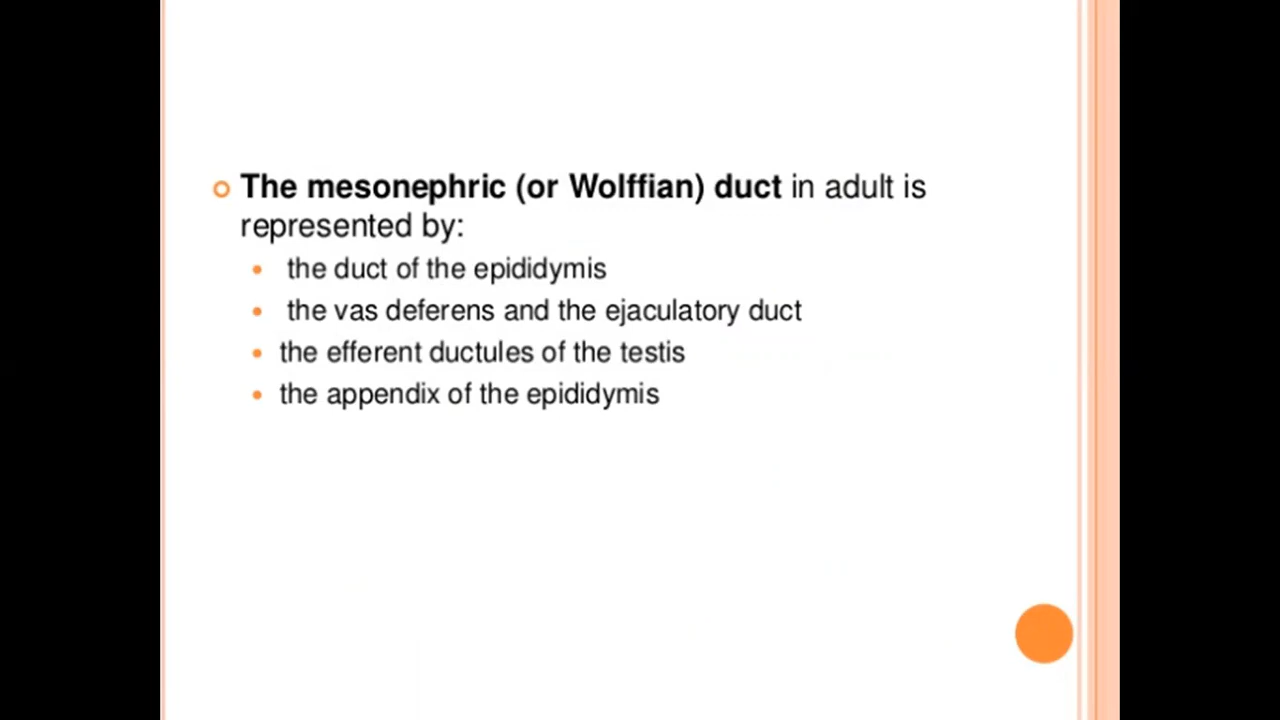 The mesonephric (or Wolffian) duct in adult is
represented by:
the duct of the epididymis
the vas deferens and the ejaculatory duct
the efferent ductules of the testis
the appendix of the epididymis